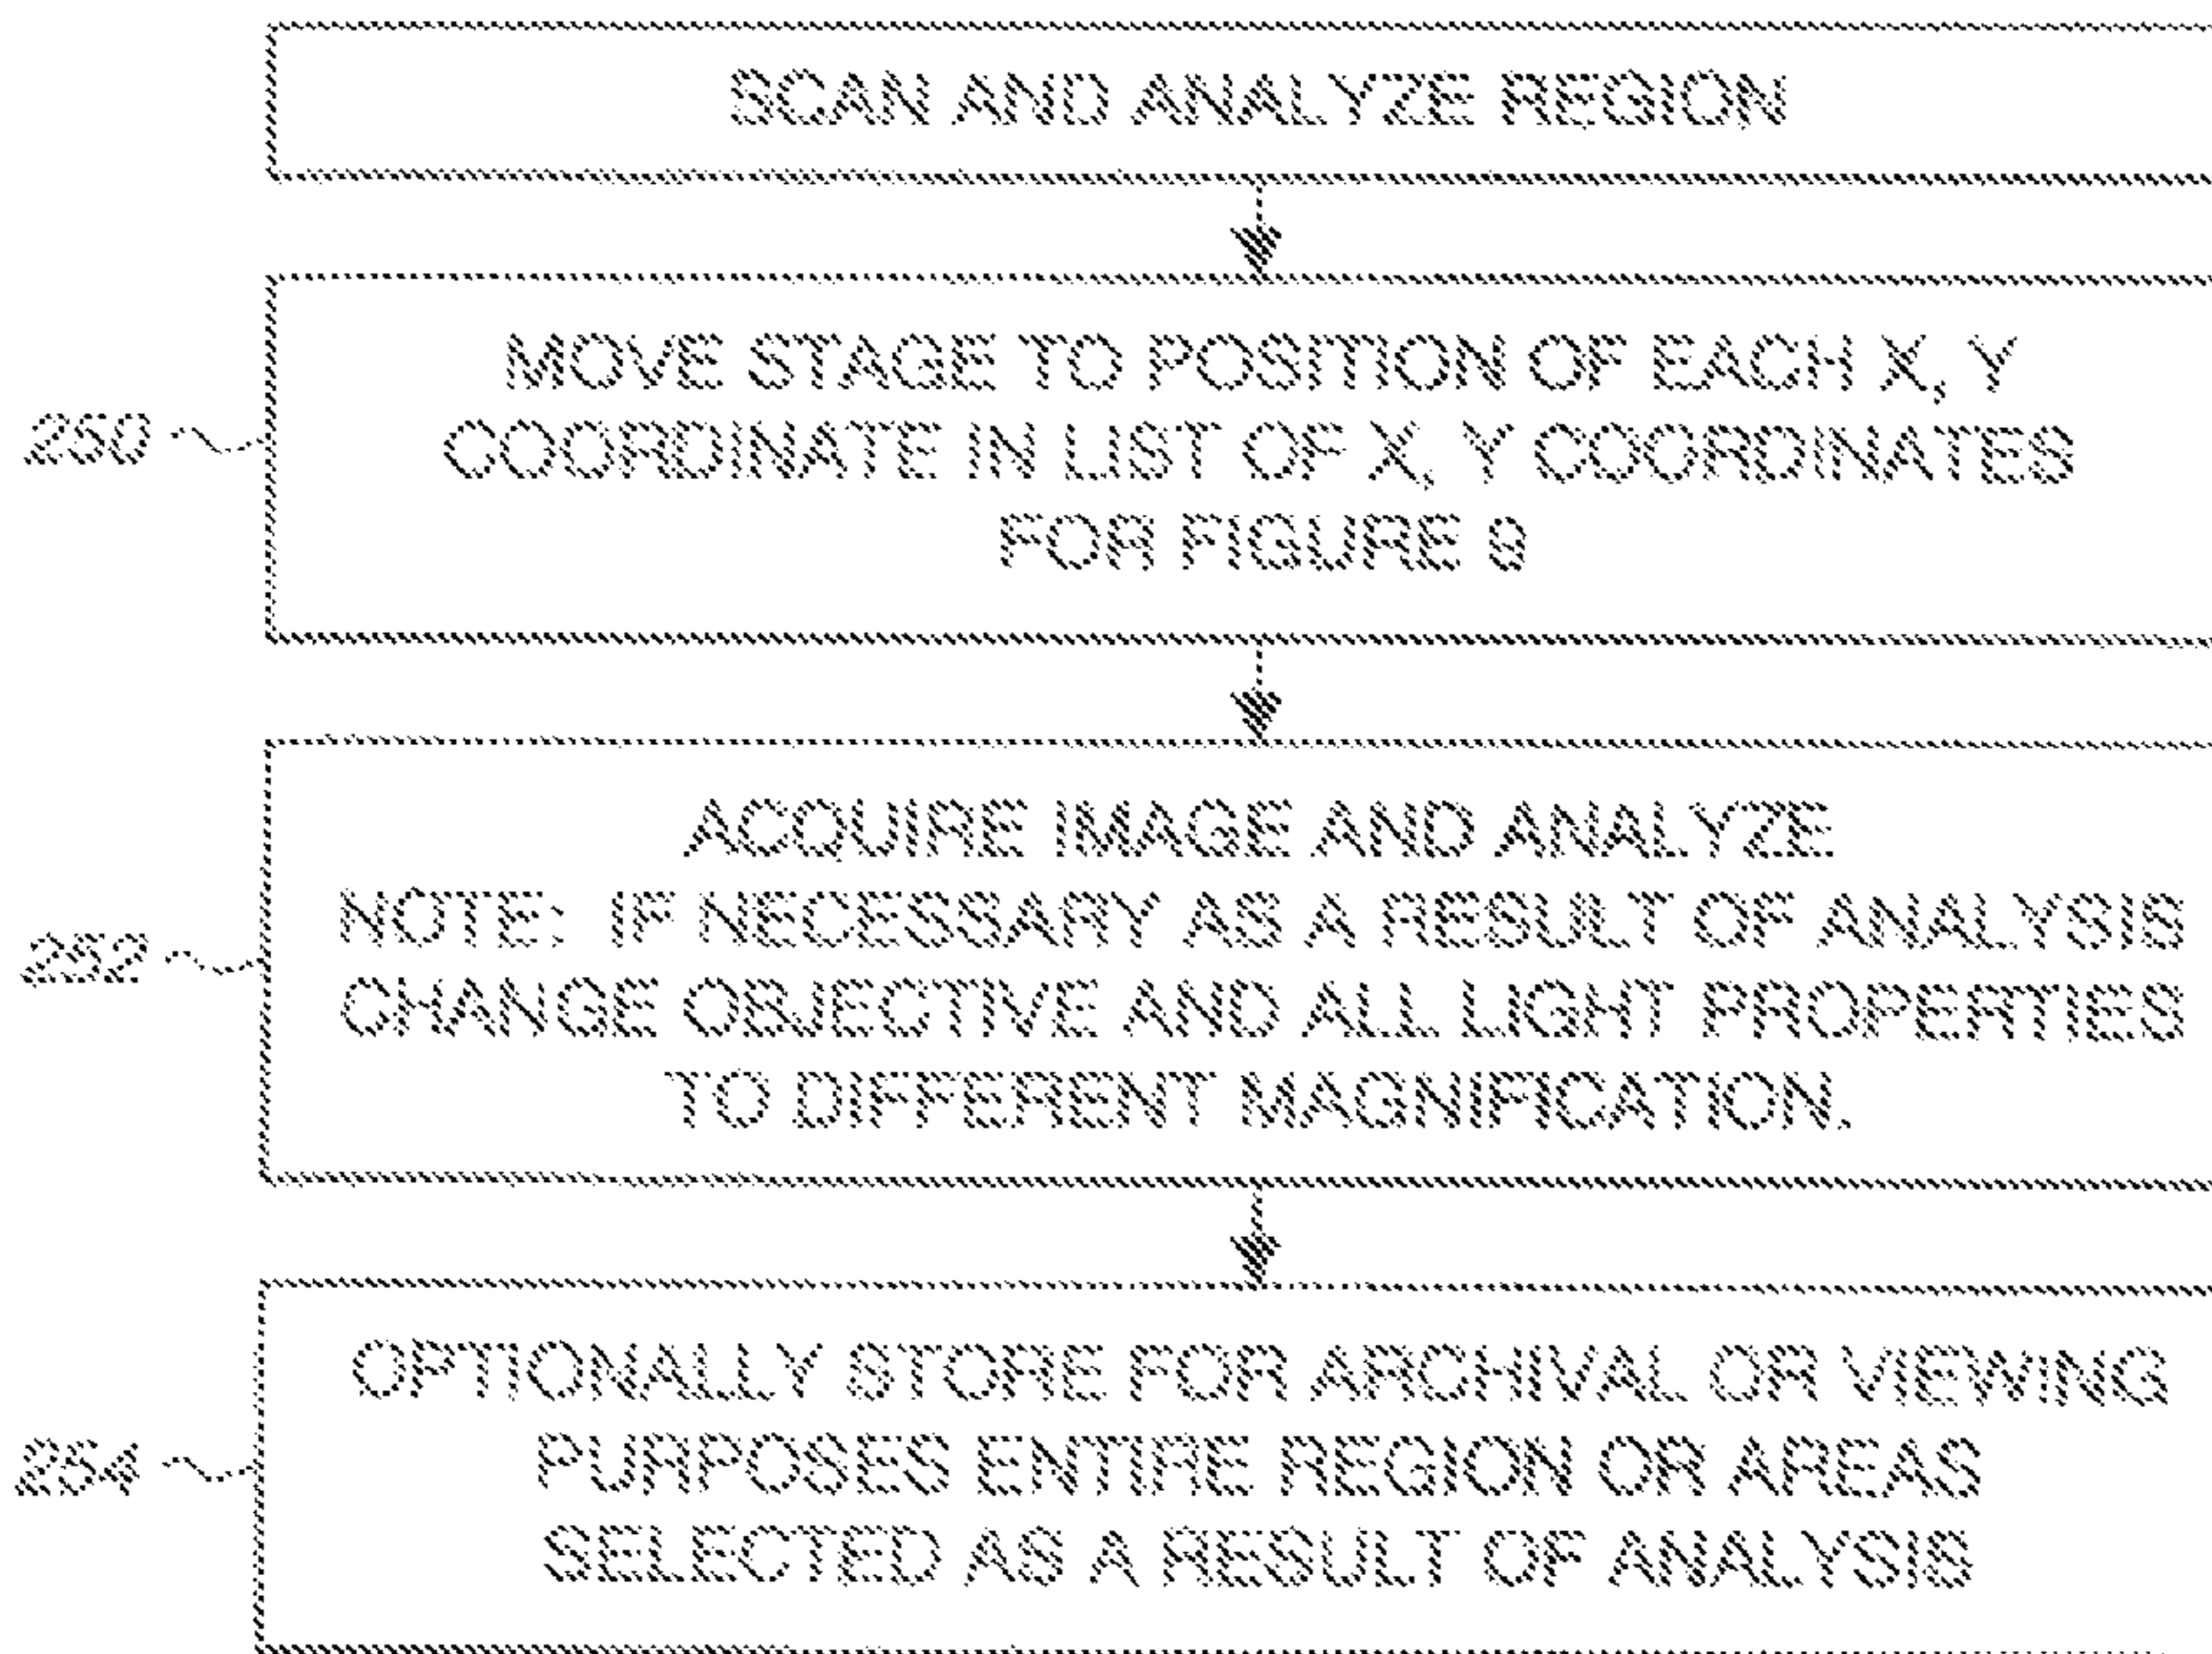 SCAN AND ANALYZE REGION
250
MOVE STAGE TO POSITION OF EACH X, Y
COORDINATE IN LIST OF X, Y COORDINATES
FOR FIGURE
252
ACQUIRE IMAGE AND ANALYZE
NOTE: IF NECESSARY AS A RESULT OF ANALYSIS
CHANGE OBJECTIVE AND ALL LIGHT PROPERTIES
TO DIFFERENT MAGNIFICATION.
254
OPTIONALLY STORE FOR ARCHIVAL OR VIEWING
PURPOSES ENTIRE REGION OR AREAS
SELECTED AS A RESULT OF ANALYSIS